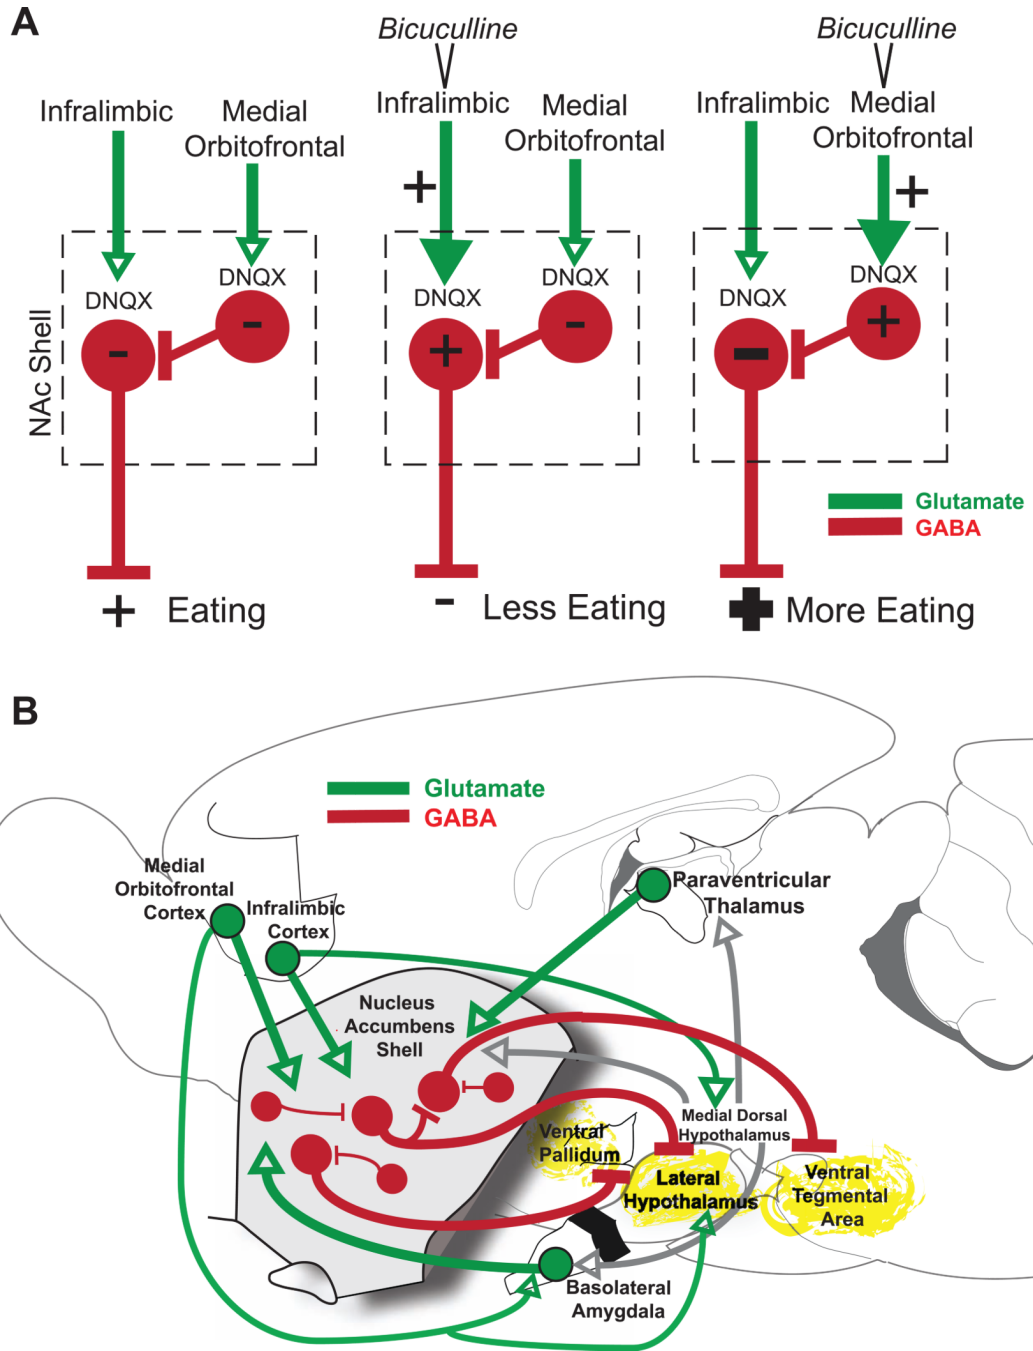 A
Bicuculline
Bicuculline
Infralimbic
Medial
Orbitofrontal
Infralimbic
Medial
Orbitofrontal
Infralimbic
Medial
Orbitofrontal
+
+
NAc Shell
DNQX
DNQX
DNQX
DNQX
DNQX
DNQX
-
-
+
-
-
+
Glutamate
GABA
+ Eating
- Less Eating
+ More Eating
B
Glutamate
GABA
Medial
Orbitofrontal
Cortex
Infralimbic
Cortex
Paraventricular
Thalamus
Nucleus
Accumbens
Shell
Medial Dorsal
Hypothalamus
Ventral
Pallidum
Lateral
Hypothalamus
Ventral
Tegmental
Area
Basolateral
Amygdala